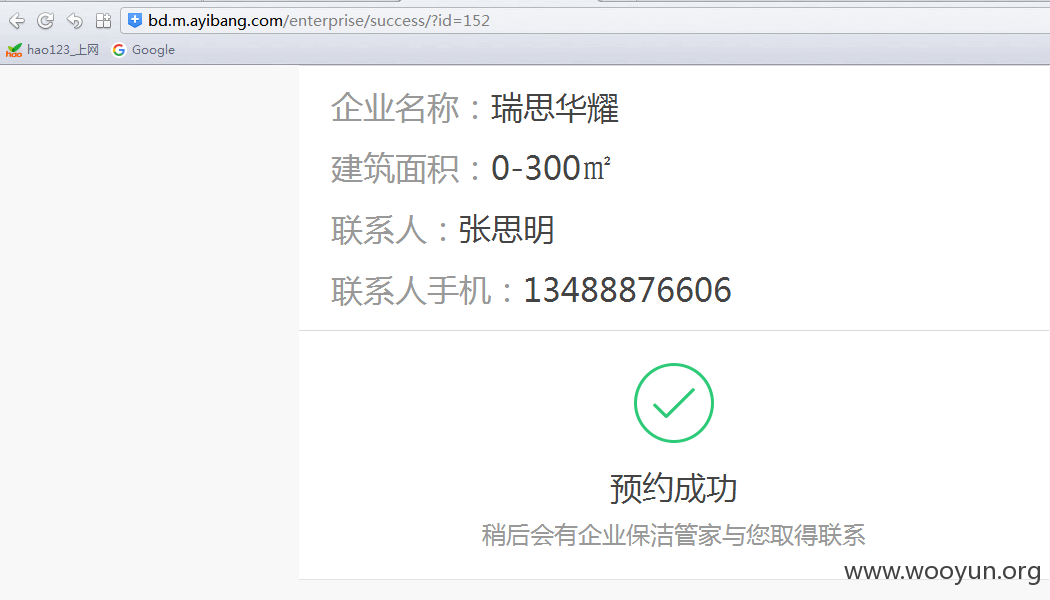 bd.m.ayibang.com/enterprise/success/?id=152
hao123_上网 Google
企业名称：瑞思华耀
建筑面积：0-300㎡
联系人：张思明
联系人手机：13488876606
预约成功
稍后会有企业保洁管家与您取得联系
www.wooyun.org